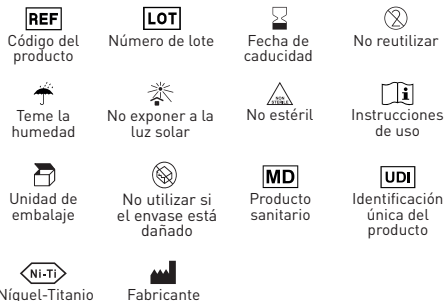 REF
LOT
2
Código del
producto
Número de lote
Fecha de
caducidad
No reutilizar
NON
STERILE
i
Teme la
humedad
No exponer a la
luz solar
No estéril
Instrucciones
de uso
MD
UDI
Unidad de
embalaje
No utilizar si
el envase está
dañado
Producto
sanitario
Identificación
única del
producto
Ni-Ti
Níquel-Titanio
Fabricante